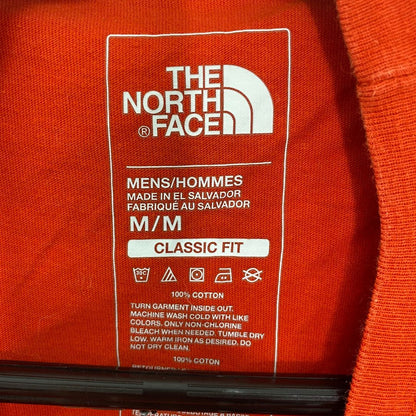 THE
NORTH
® FACE
MENS/HOMMES
MADE IN EL SALVADOR
FABRIQUÉ AU SALVADOR
M/M
CLASSIC FIT
100% COTTON
TURN GARMENT INSIDE OUT.
MACHINE WASH COLD WITH LIKE
COLORS. ONLY NON-CHLORINE
BLEACH WHEN NEEDED. TUMBLE DRY
LOW. WARM IRON AS DESIRED. DO
NOT DRY CLEAN.
100% COTON
RETOURNER